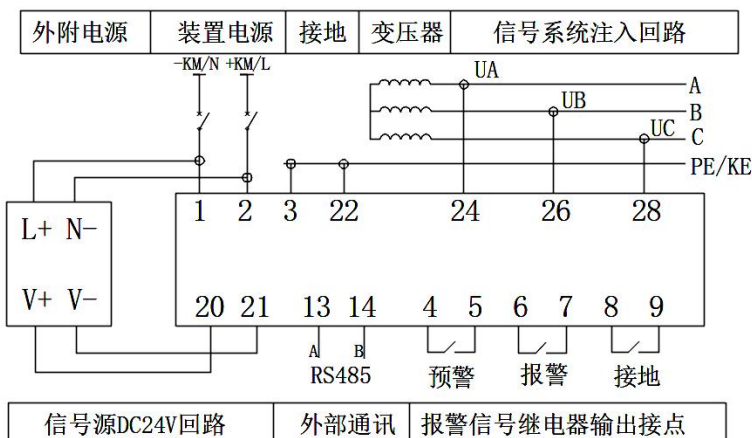 外附电源 装置电源 接地 变压器 信号系统注入回路
-KM/N +KM/L
UA
A
UB
B
UC
C
PE/KE
1 2 3 22 24 26 28
L+ N-
V+ V-
20 21 13 14 4 5 6 7 8 9
A B
RS485 预警 报警 接地
信号源DC24V回路 外部通讯 报警信号继电器输出接点